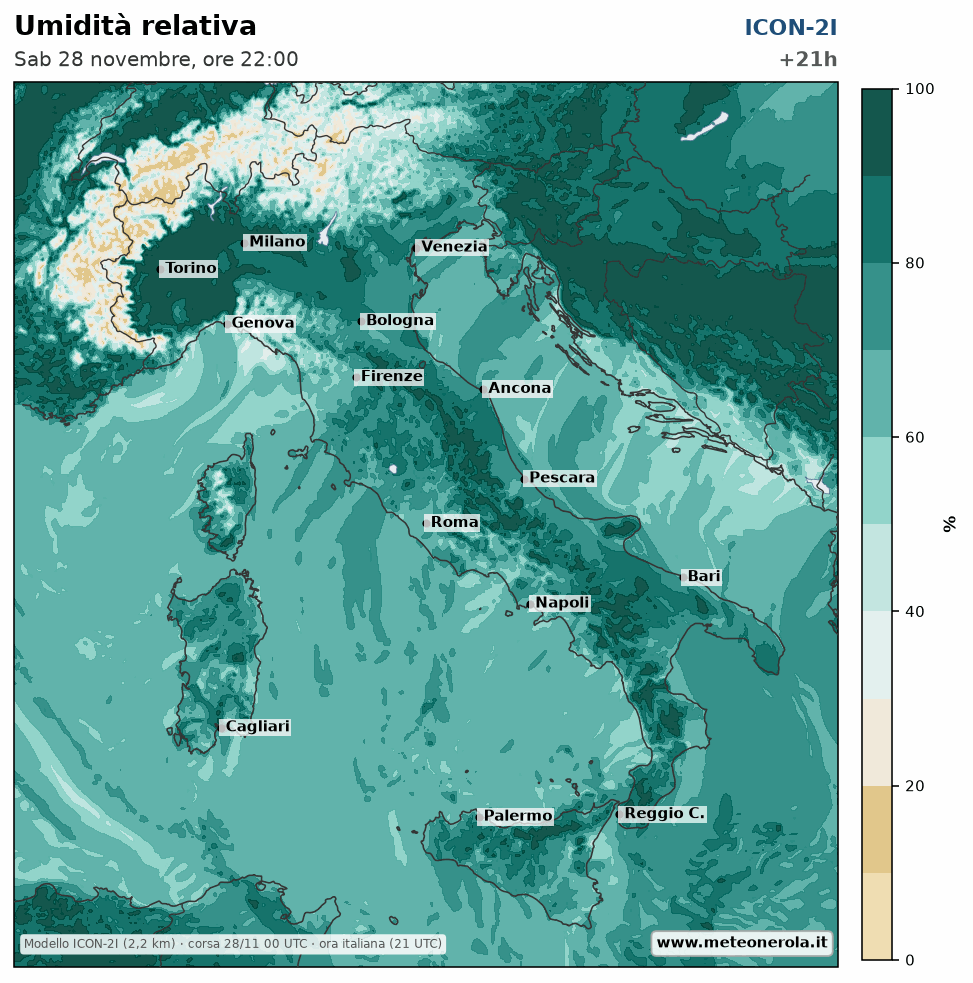 Umidità relativa
ICON-2I
Sab 28 novembre, ore 22:00
+21h
100
80
60
40
20
0
%
Milano
Venezia
Torino
Genova
Bologna
Firenze
Ancona
Pescara
Roma
Bari
Napoli
Cagliari
Palermo
Reggio C.
Modello ICON-2I (2,2 km) · corsa 28/11 00 UTC · ora italiana (21 UTC)
www.meteonerola.it